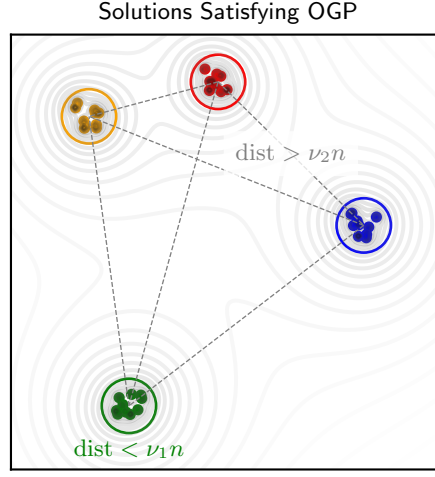 Solutions Satisfying OGP
dist > ν₂n
dist < ν₁n